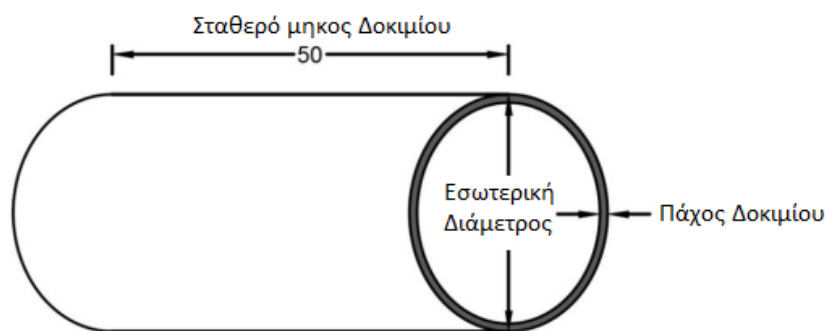 Σταθερό μηκος Δοκιμίου
50
Εσωτερική
Διάμετρος
Πάχος Δοκιμίου